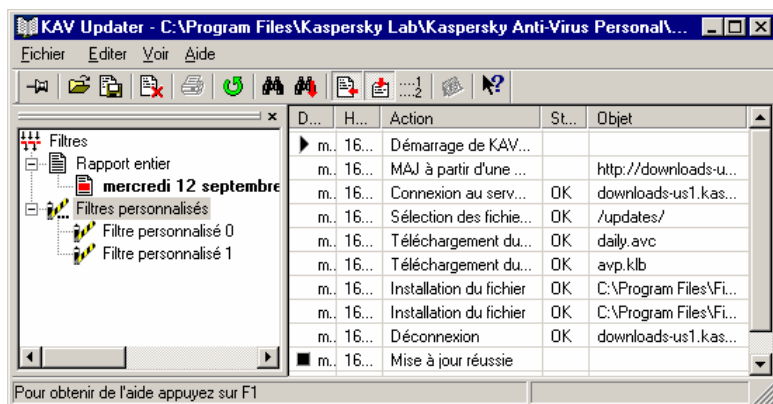 KAV Updater - C:\Program Files\Kaspersky Lab\Kaspersky Anti-Virus Personal\...
Fichier Editer Voir Aide
Filtres
Rapport entier
mercredi 12 septembre
Filtres personnalisés
Filtre personnalisé 0
Filtre personnalisé 1
D... H... Action St... Objet
m.. 16... Démarrage de KAV...
m.. 16... MAJ à partir d'une ... http://downloads-u...
m.. 16... Connexion au serv... OK downloads-us1.kas...
m.. 16... Sélection des fichie... OK /updates/
m.. 16... Téléchargement du... OK daily.avc
m.. 16... Téléchargement du... OK avp.klb
m.. 16... Installation du fichier OK C:\Program Files\Fi...
m.. 16... Installation du fichier OK C:\Program Files\Fi...
m.. 16... Déconnexion OK downloads-us1.kas...
m.. 16... Mise à jour réussie
Pour obtenir de l'aide appuyez sur F1